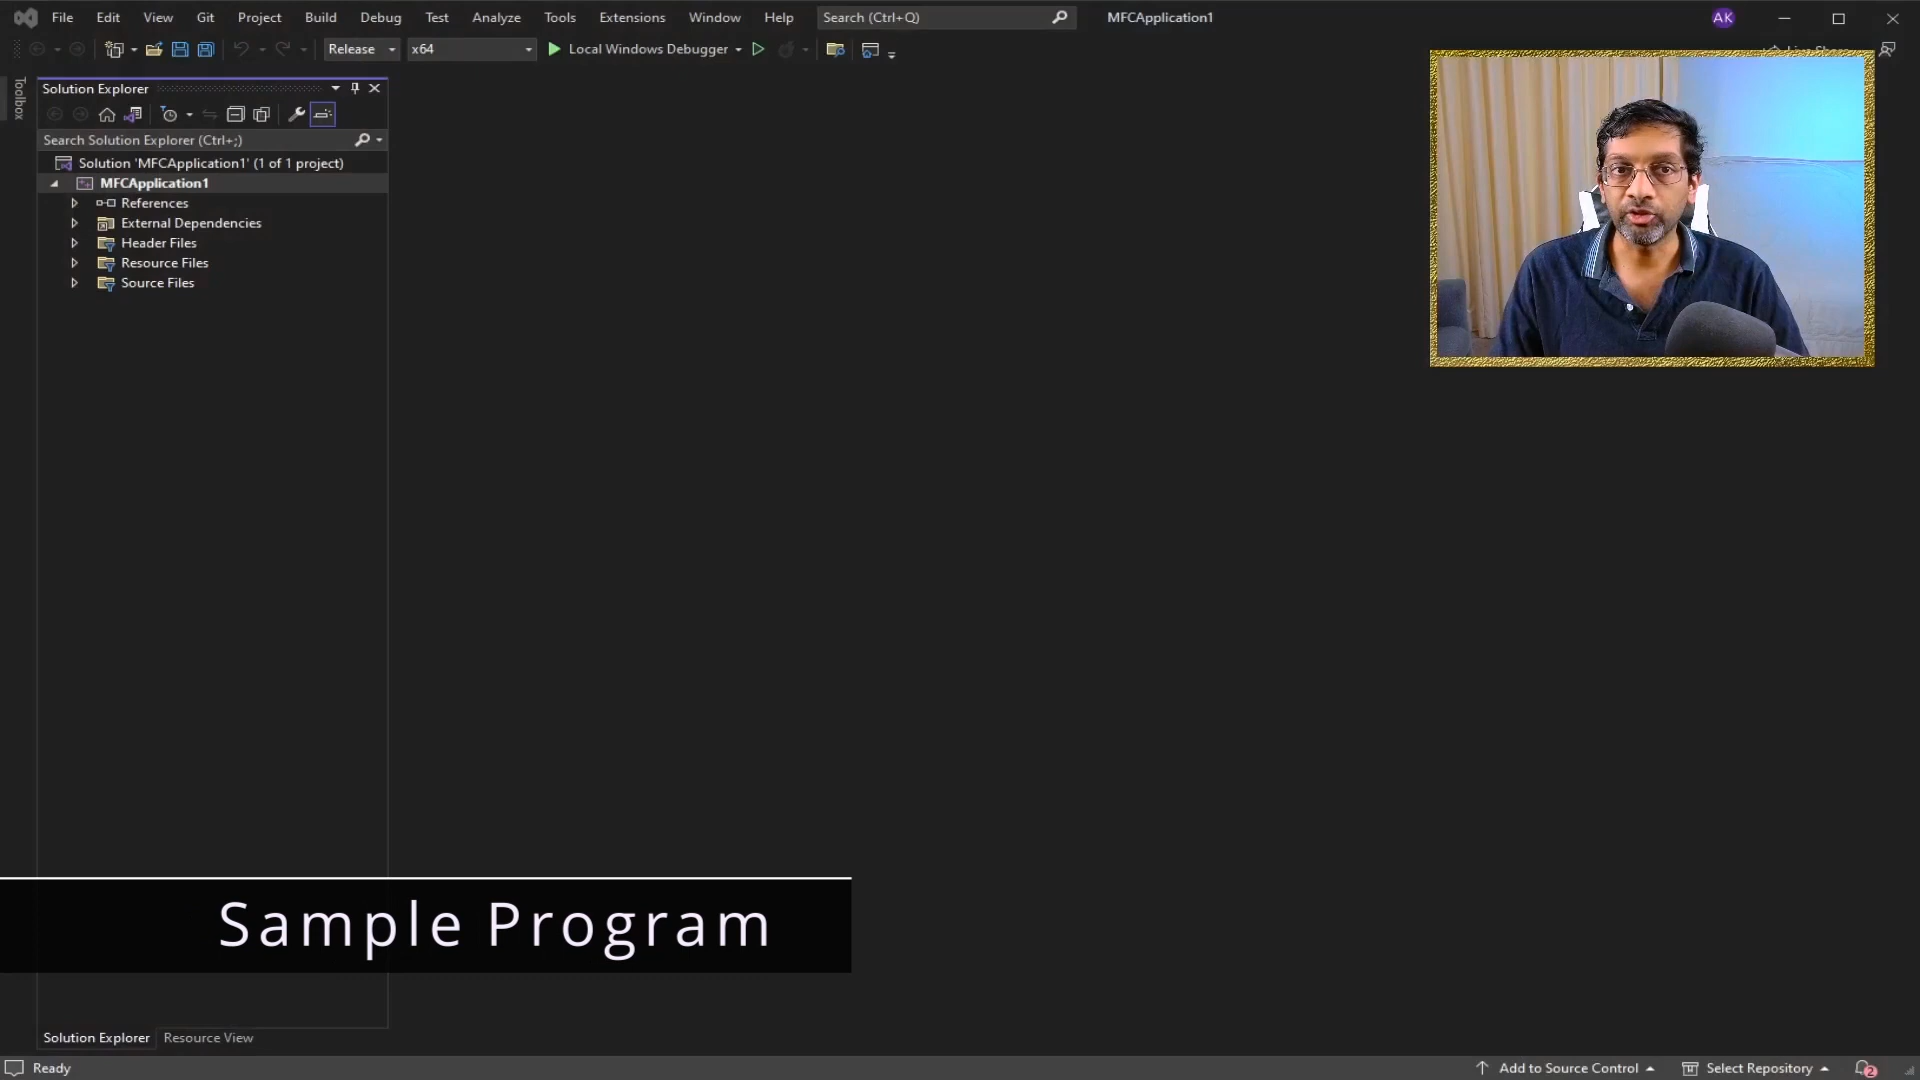 File Edit View Git Project Build Debug Test Analyze Tools Extensions Window Help Search (Ctrl+Q) MFCApplication1 AK
Release x64 Local Windows Debugger
Toolbox
Solution Explorer
Search Solution Explorer (Ctrl+;)
Solution 'MFCApplication1' (1 of 1 project)
MFCApplication1
References
External Dependencies
Header Files
Resource Files
Source Files
Sample Program
Solution Explorer Resource View
Ready Add to Source Control Select Repository 2